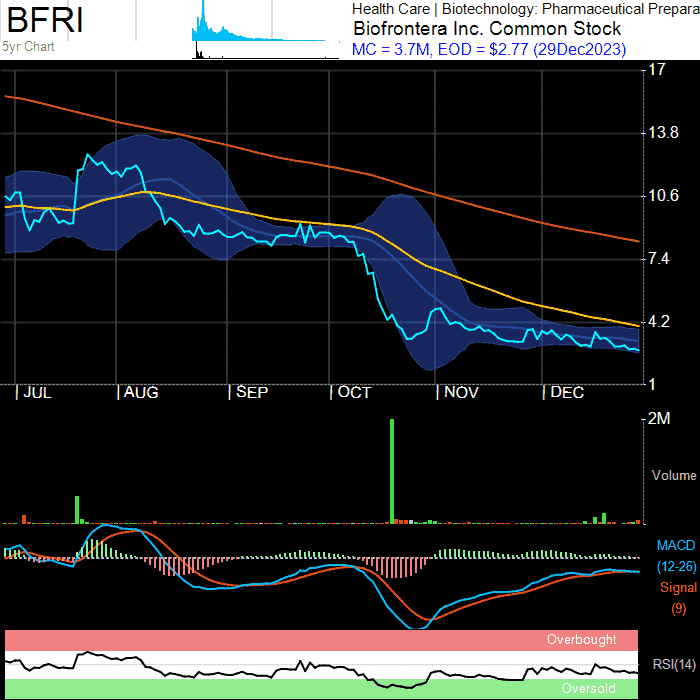 BFRI
5yr Chart
Health Care | Biotechnology: Pharmaceutical Prepara
Biofrontera Inc. Common Stock
MC = 3.7M, EOD = $2.77 (29Dec2023)
17
13.8
10.6
7.4
4.2
1
JUL AUG SEP OCT NOV DEC
2M
Volume
MACD
(12-26)
Signal
(9)
Overbought
RSI(14)
Oversold